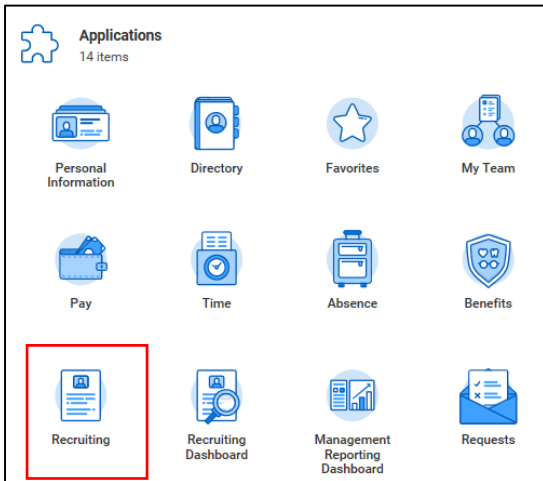 Applications
14 items
Personal
Information
Directory
Favorites
My Team
Pay
Time
Absence
Benefits
Recruiting
Recruiting
Dashboard
Management
Reporting
Dashboard
Requests